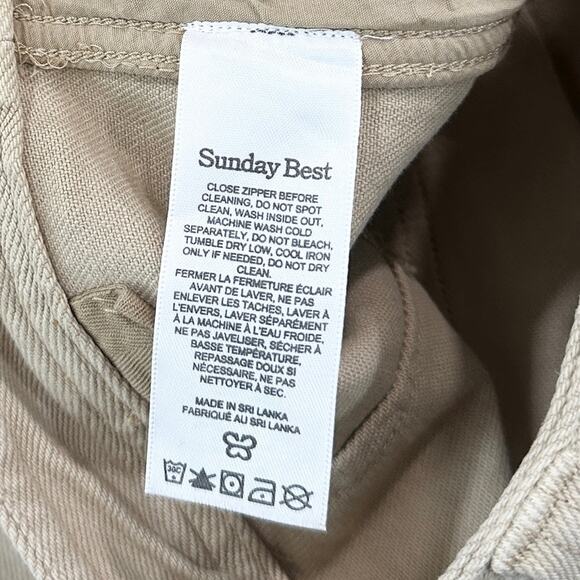 Sunday Best
CLOSE ZIPPER BEFORE
CLEANING, DO NOT SPOT
CLEAN, WASH INSIDE OUT,
MACHINE WASH COLD
SEPARATELY, DO NOT BLEACH,
TUMBLE DRY LOW, COOL IRON
ONLY IF NEEDED, DO NOT DRY
CLEAN.
FERMER LA FERMETURE ÉCLAIR
AVANT DE LAVER, NE PAS
ENLEVER LES TACHES, LAVER À
L'ENVERS, LAVER SÉPARÉMENT
À LA MACHINE À L'EAU FROIDE,
NE PAS JAVELISER, SÉCHER À
BASSE TEMPÉRATURE,
REPASSAGE DOUX SI
NÉCESSAIRE, NE PAS
NETTOYER À SEC.
MADE IN SRI LANKA
FABRIQUÉ AU SRI LANKA
30C